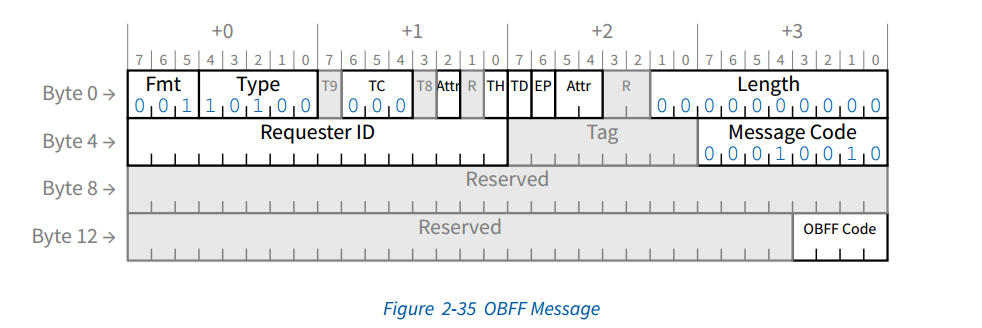 +0 +1 +2 +3
7 6 5 4 3 2 1 0 7 6 5 4 3 2 1 0 7 6 5 4 3 2 1 0 7 6 5 4 3 2 1 0
Byte 0 → Fmt Type T9 TC T8 Attr R TH TD EP Attr R Length
0 0 1 1 0 1 0 0 0 0 0 0 0 0 0 0 0 0 0 0 0
Byte 4 → Requester ID Tag Message Code
0 0 0 1 0 0 1 0
Byte 8 → Reserved
Byte 12 → Reserved OBFF Code
Figure 2-35 OBFF Message